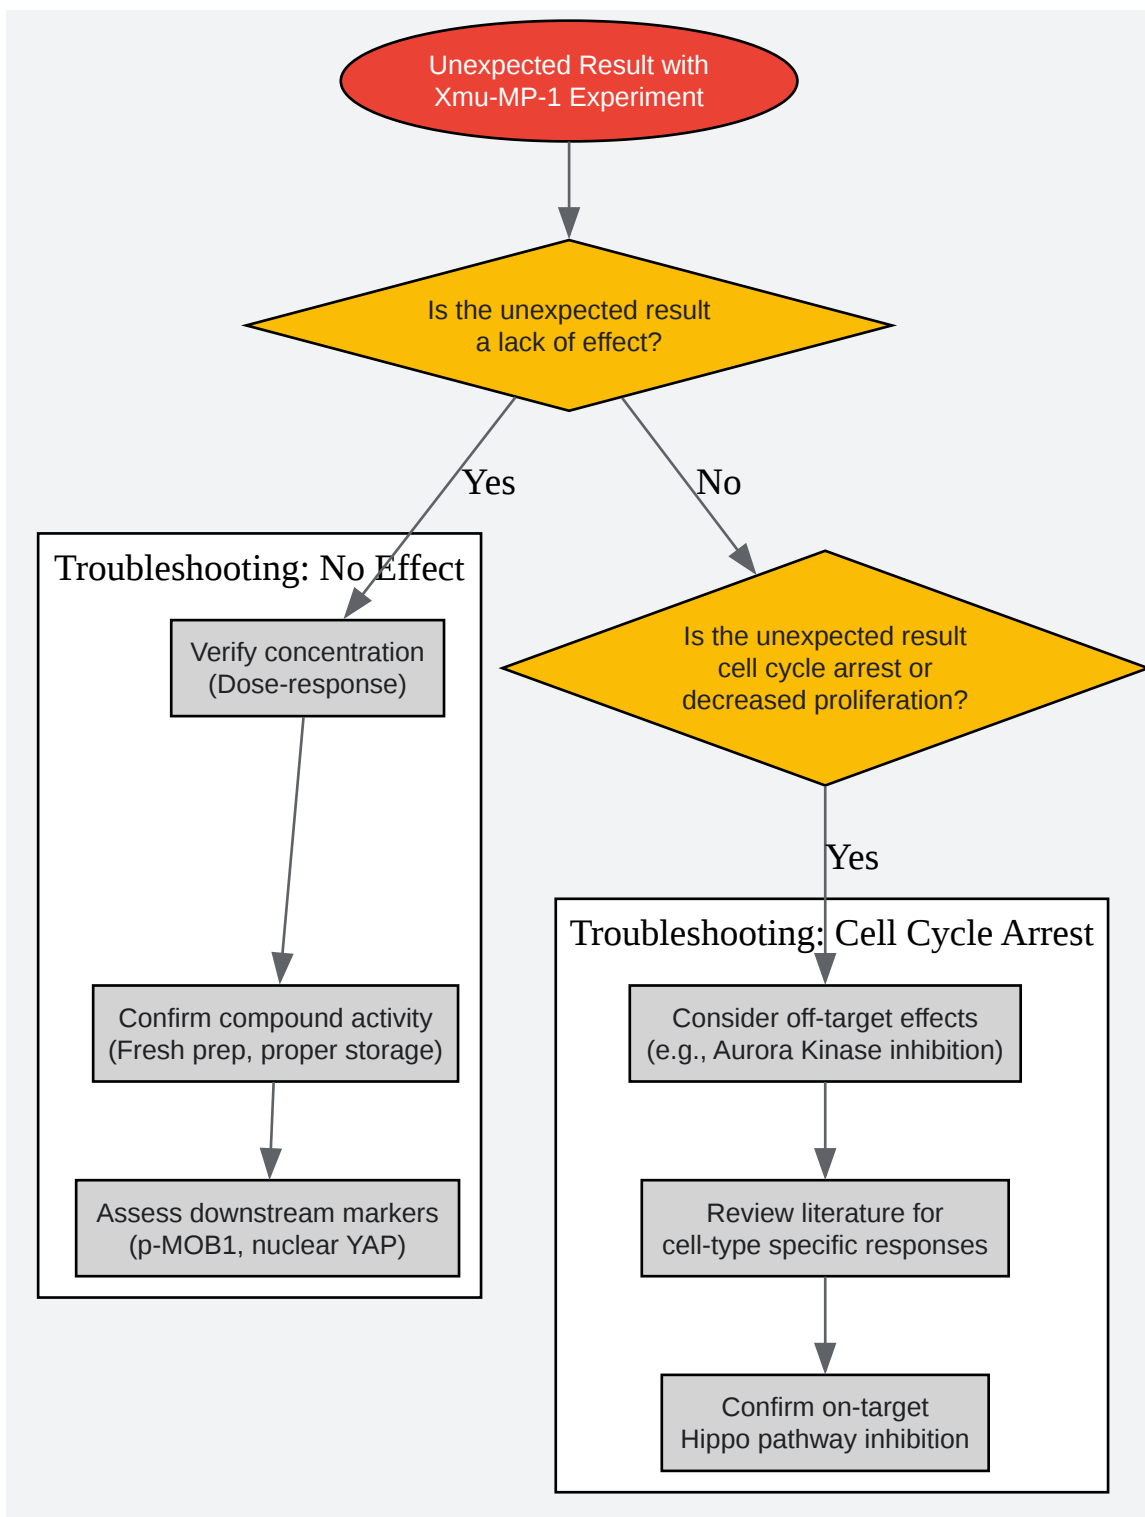 Unexpected Result with
Xmu-MP-1 Experiment
Is the unexpected result
a lack of effect?
Yes
No
Troubleshooting: No Effect
Verify concentration
(Dose-response)
Confirm compound activity
(Fresh prep, proper storage)
Assess downstream markers
(p-MOB1, nuclear YAP)
Is the unexpected result
cell cycle arrest or
decreased proliferation?
Yes
Troubleshooting: Cell Cycle Arrest
Consider off-target effects
(e.g., Aurora Kinase inhibition)
Review literature for
cell-type specific responses
Confirm on-target
Hippo pathway inhibition